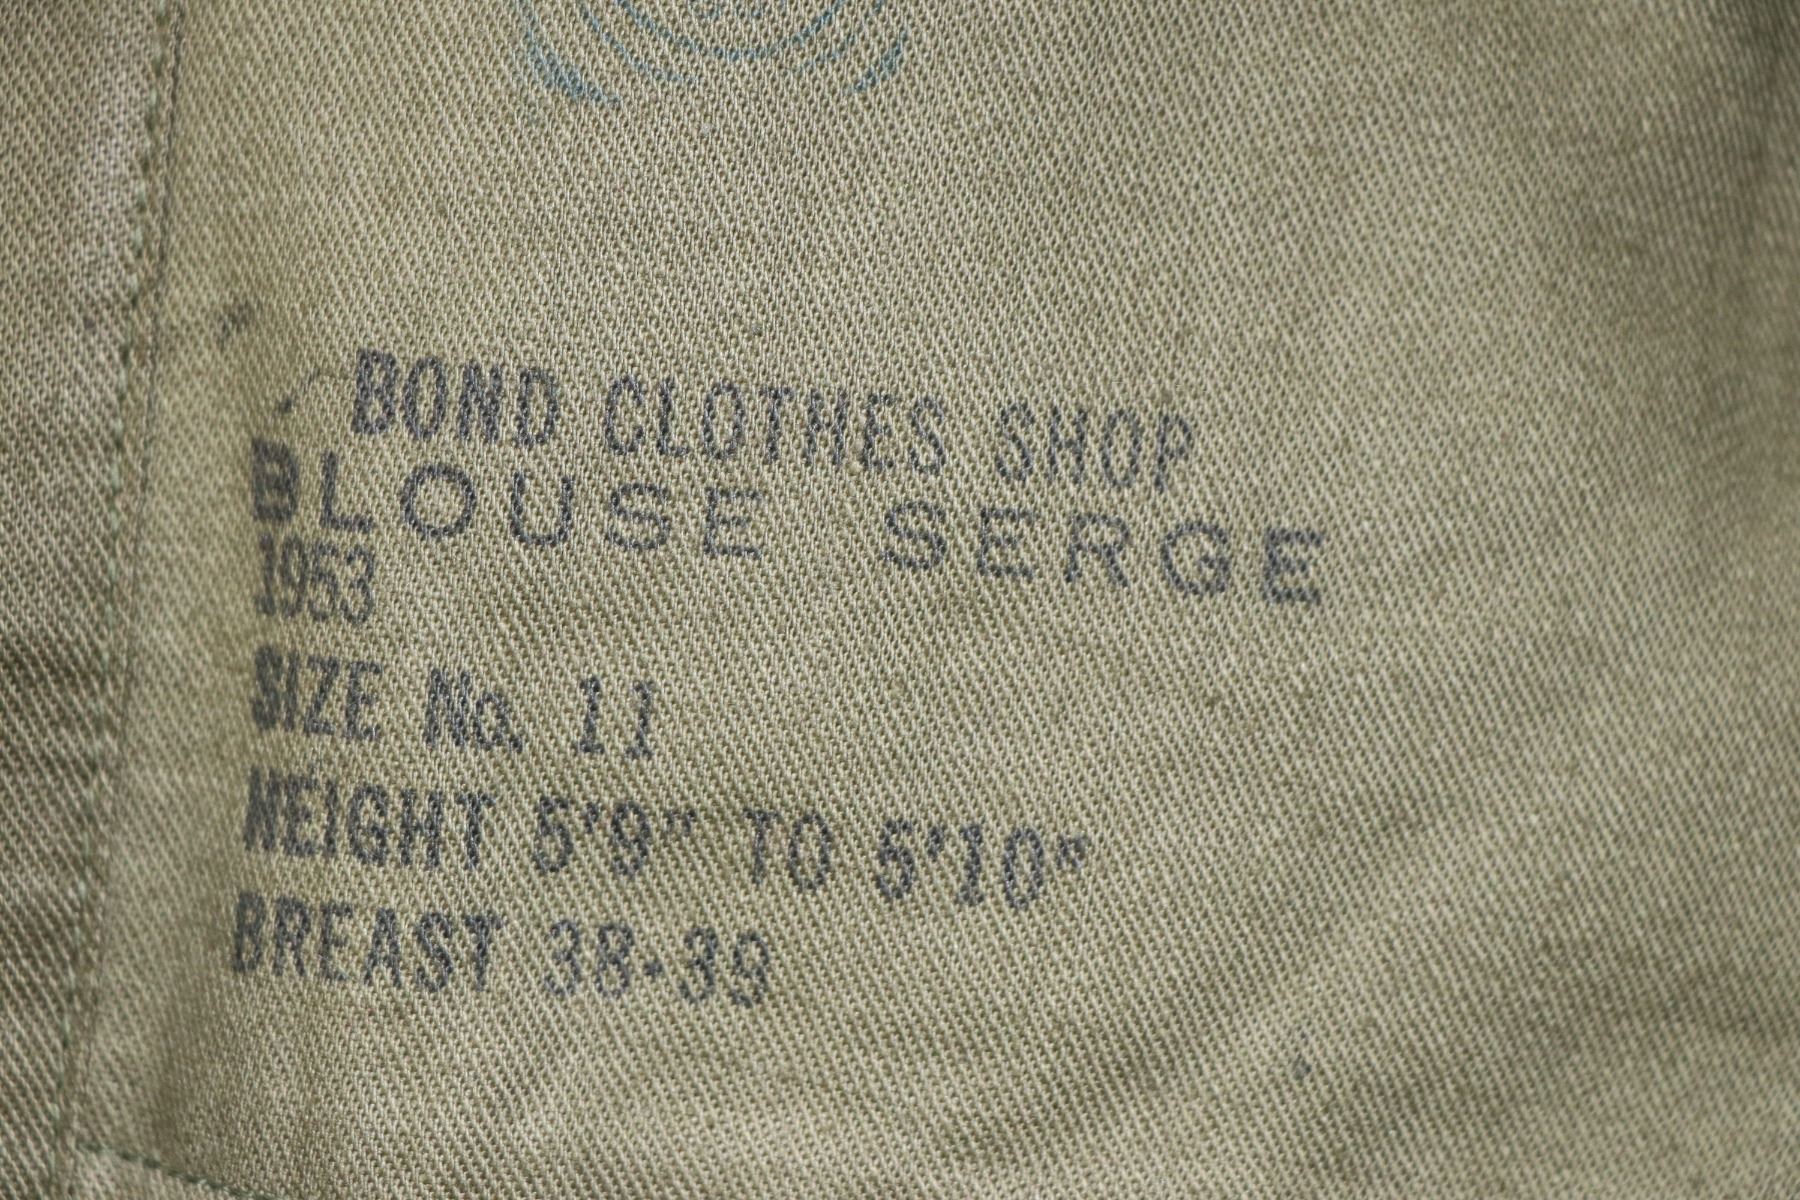 BOND CLOTHES SHOP
BLOUSE SERGE
1953
SIZE No. 11
HEIGHT 5'9" TO 5'10"
BREAST 38-39